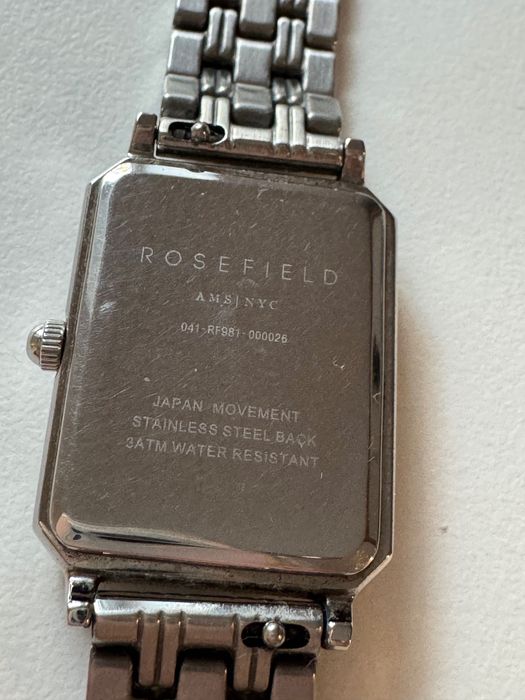 ROSEFIELD
AMS|NYC
041-RF981-000026
JAPAN MOVEMENT
STAINLESS STEEL BACK
3ATM WATER RESISTANT